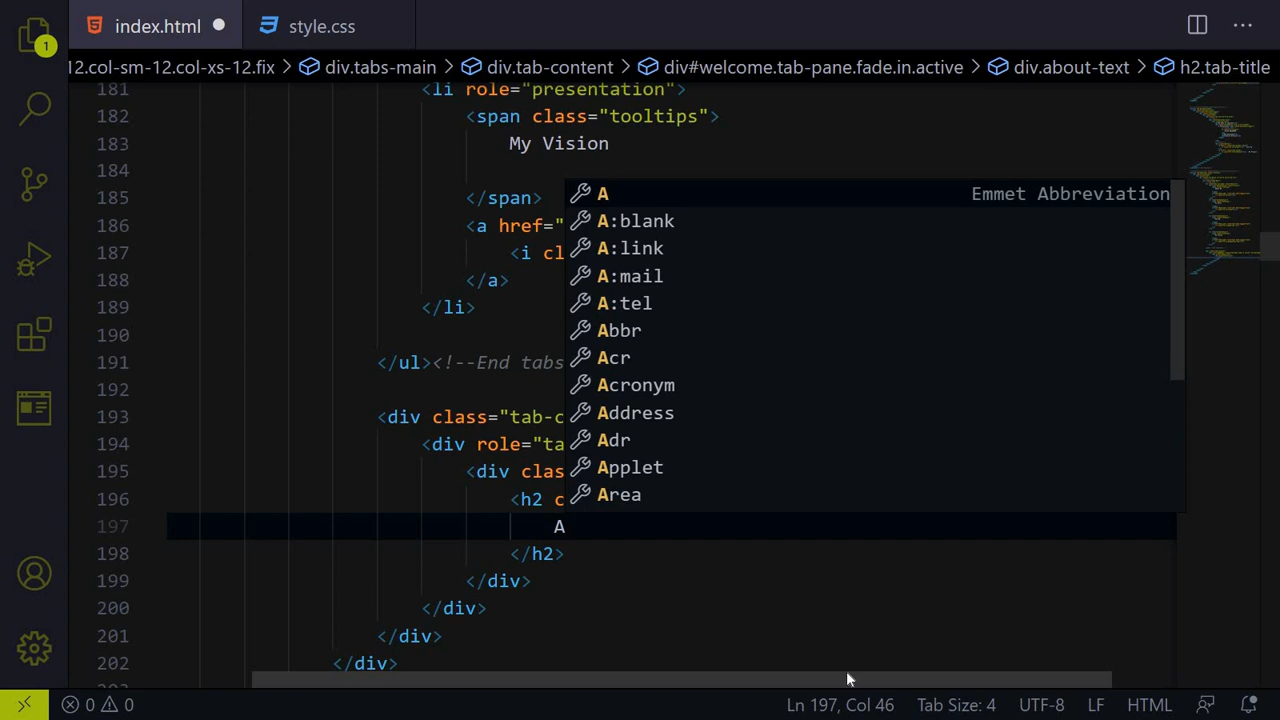 index.html
style.css
1
12.col-sm-12.col-xs-12.fix
div.tabs-main
div.tab-content
div#welcome.tab-pane.fade.in.active
div.about-text
h2.tab-title
181 <li role="presentation">
182 <span class="tooltips">
183 My Vision
184
A Emmet Abbreviation
185 </span>
A:blank
186 <a href="
A:link
187 <i cl
A:mail
188 </a>
A:tel
189 </li>
Abbr
190
Acr
191 </ul><!--End tabs
Acronym
192
Address
193 <div class="tab-c
Adr
194 <div role="ta
Applet
195 <div clas
Area
196 <h2 c
197 A
198 </h2>
199 </div>
200 </div>
201 </div>
202 </div>
0
0
Ln 197, Col 46
Tab Size: 4
UTF-8
LF
HTML